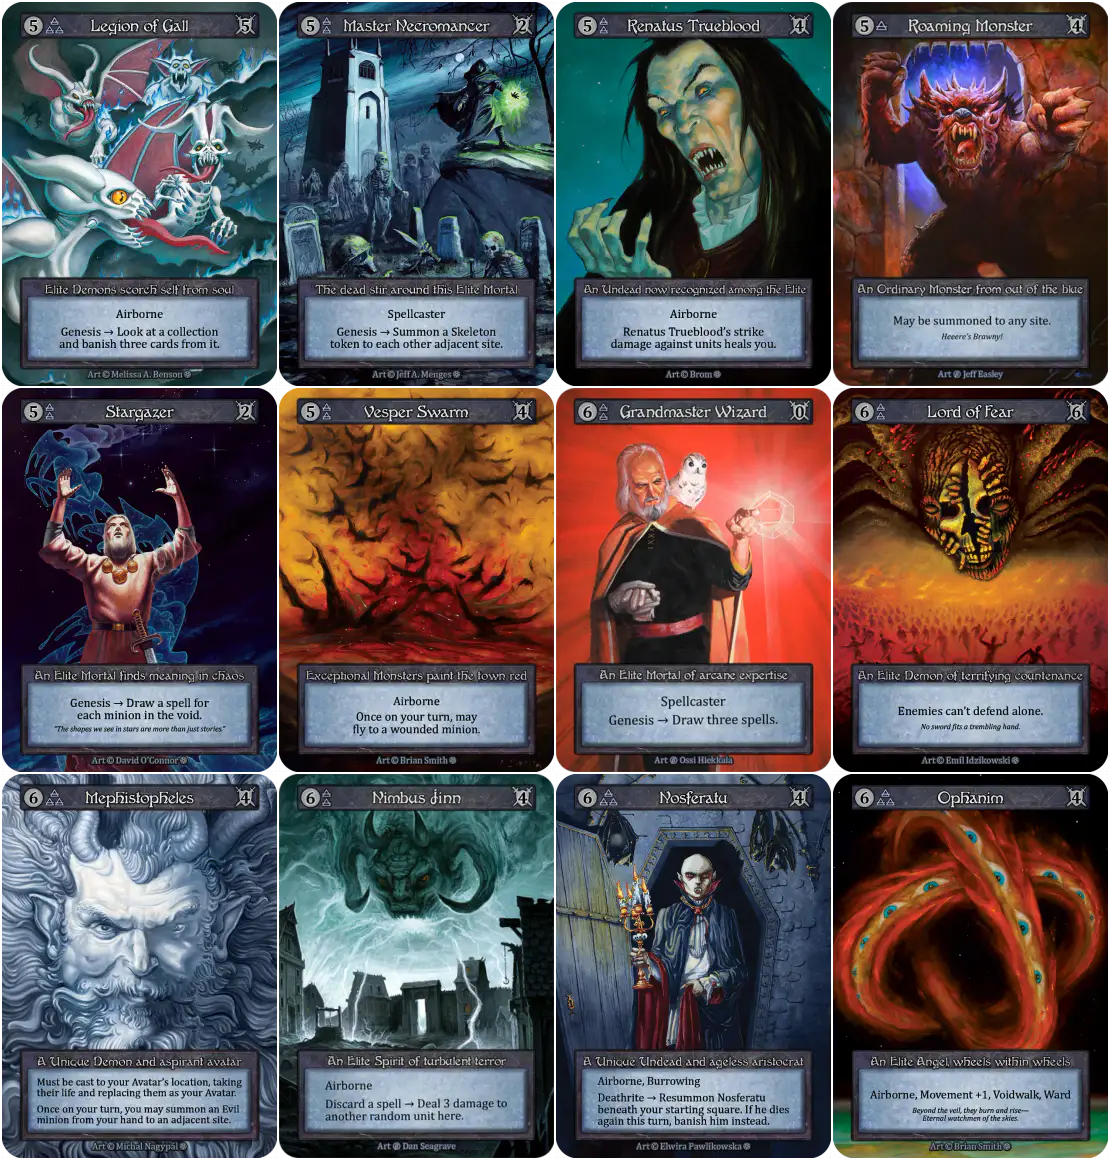 5 Legion of Gall 5
Elite Demons scorch self from soul
Airborne
Genesis → Look at a collection
and banish three cards from it.
Art © Melissa A. Benson
5 Master Necromancer 2
The dead stir around this Elite Mortal
Spellcaster
Genesis → Summon a Skeleton
token to each other adjacent site.
Art © Jeff A. Menges
5 Renatus Trueblood 4
An Undead now recognized among the Elite
Airborne
Renatus Trueblood's strike
damage against units heals you.
Art © Brom
5 Roaming Monster 4
An Ordinary Monster from out of the blue
May be summoned to any site.
Heeere's Brawny!
Art @ Jeff Easley
5 Stargazer 2
An Elite Mortal finds meaning in chaos
Genesis → Draw a spell for
each minion in the void.
"The shapes we see in stars are more than just stories."
Art © David O'Connor
5 Vesper Swarm 4
Exceptional Monsters paint the town red
Airborne
Once on your turn, may
fly to a wounded minion.
Art © Brian Smith
6 Grandmaster Wizard 0
An Elite Mortal of arcane expertise
Spellcaster
Genesis → Draw three spells.
Art @ Ossi Hiekkala
6 Lord of Fear 6
An Elite Demon of terrifying countenance
Enemies can't defend alone.
No sword fits a trembling hand.
Art © Emil Idzikowski
6 Mephistopheles 4
A Unique Demon and aspirant avatar
Must be cast to your Avatar's location, taking
their life and replacing them as your Avatar.
Once on your turn, you may summon an Evil
minion from your hand to an adjacent site.
Art © Michal Nagypál
6 Nimbus Jinn 4
An Elite Spirit of turbulent terror
Airborne
Discard a spell → Deal 3 damage to
another random unit here.
Art @ Dan Seagrave
6 Nosferatu 4
A Unique Undead and ageless aristocrat
Airborne, Burrowing
Deathrite → Resummon Nosferatu
beneath your starting square. If he dies
again this turn, banish him instead.
Art © Elwira Pawlikowska
6 Ophanim 4
An Elite Angel, wheels within wheels
Airborne, Movement +1, Voidwalk, Ward
Beyond the veil, they burn and rise—
Eternal watchmen of the skies.
Art © Brian Smith